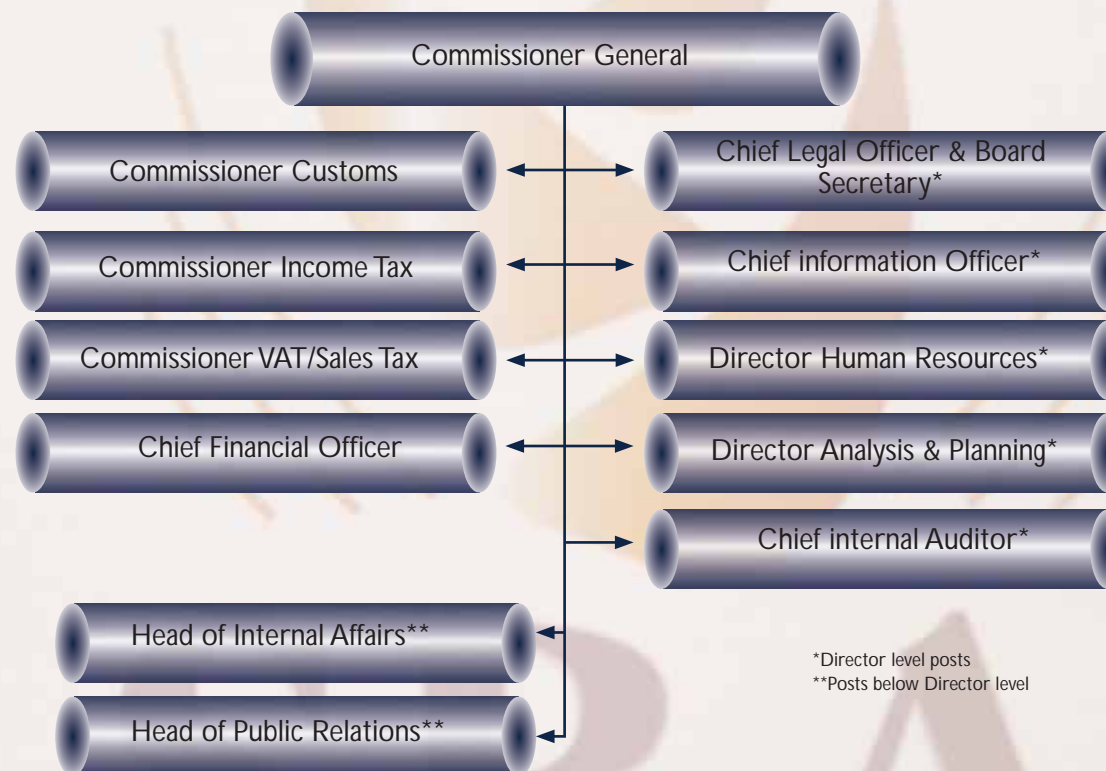 Commissioner General
Commissioner Customs
Chief Legal Officer & Board
Secretary*
Commissioner Income Tax
Chief information Officer*
Commissioner VAT/Sales Tax
Director Human Resources*
Chief Financial Officer
Director Analysis & Planning*
Chief internal Auditor*
Head of Internal Affairs**
*Director level posts
**Posts below Director level
Head of Public Relations**